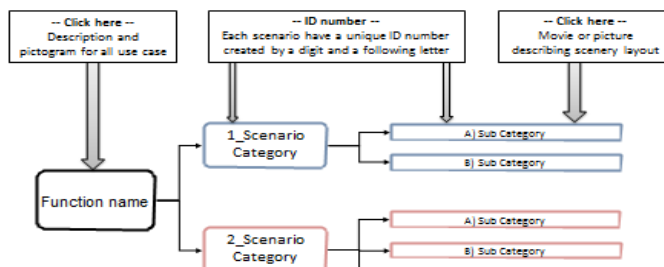 -- Click here --
Description and
pictogram for all use case
-- ID number --
Each scenario have a unique ID number
created by a digit and a following letter
-- Click here --
Movie or picture
describing scenery layout
1_Scenario
Category
A) Sub Category
B) Sub Category
Function name
2_Scenario
Category
A) Sub Category
B) Sub Category